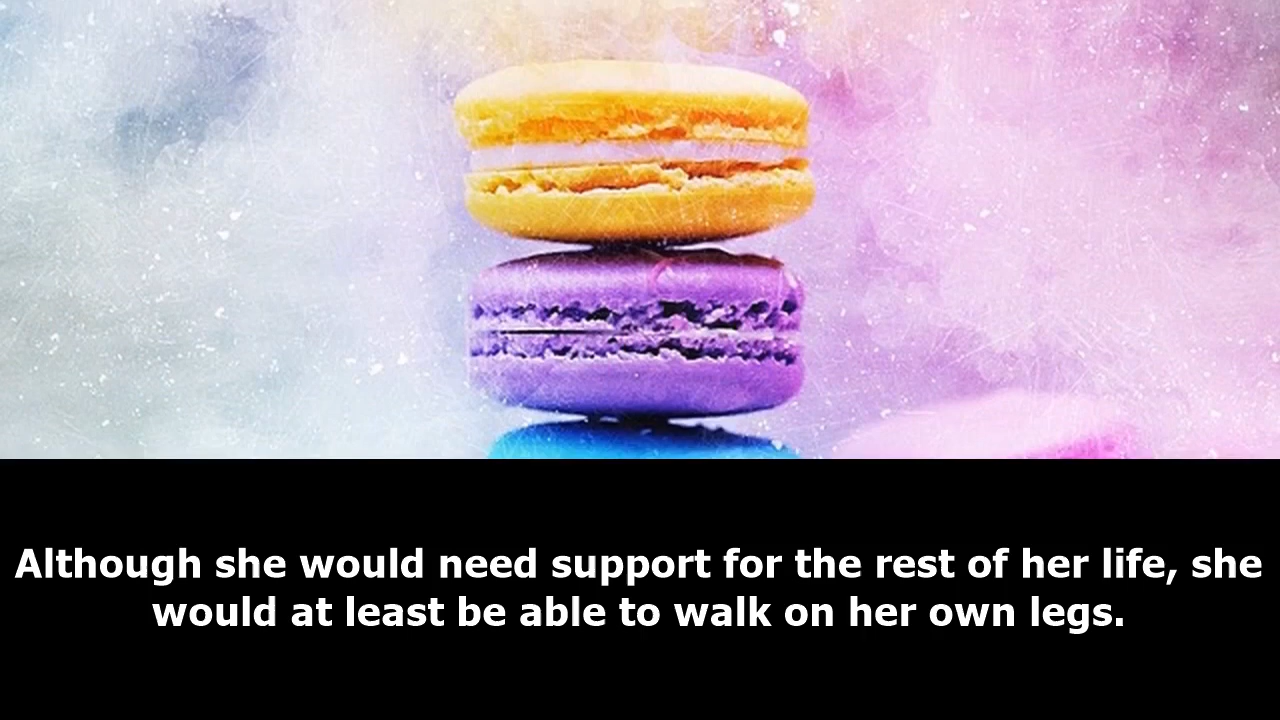 Although she would need support for the rest of her life, she
would at least be able to walk on her own legs.